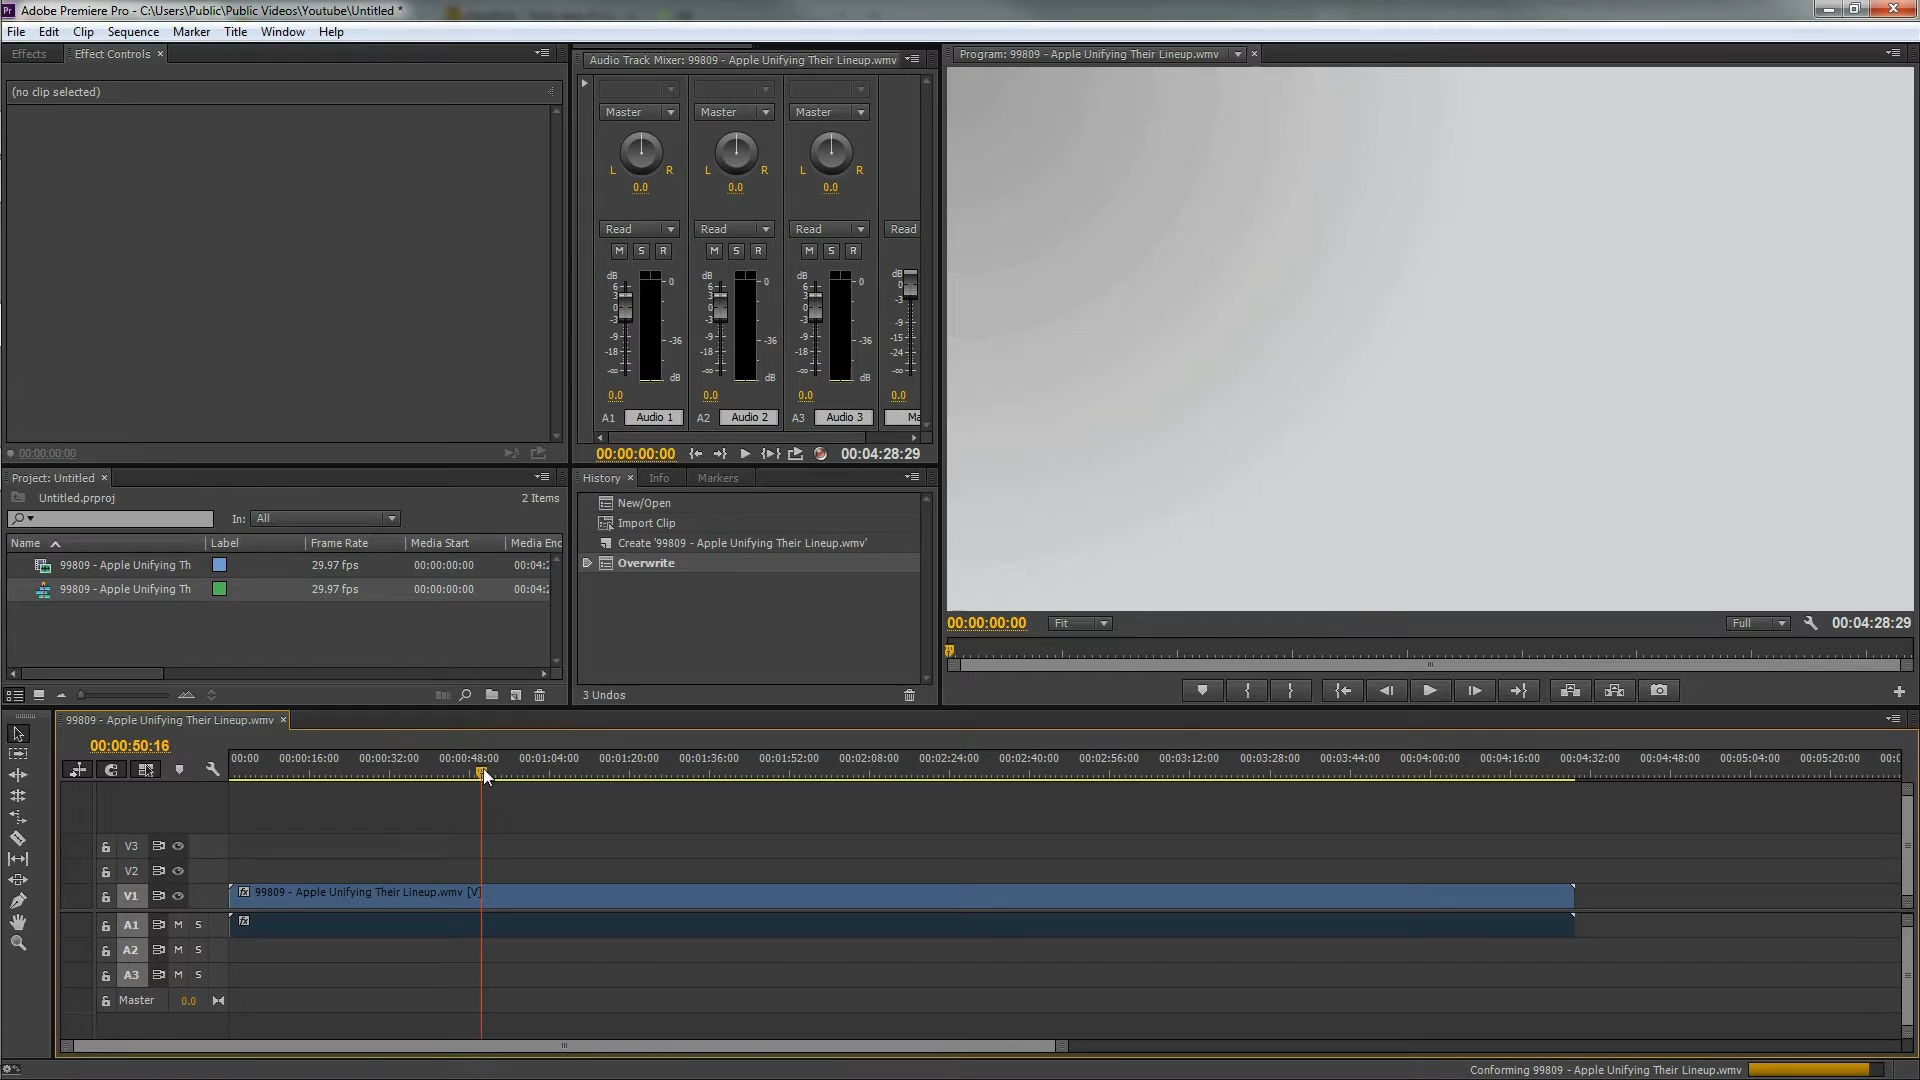 Adobe Premiere Pro - C:\Users\Public\Public Videos\Youtube\Untitled *
File Edit Clip Sequence Marker Title Window Help
Effects Effect Controls ×
(no clip selected)
00:00:00:00
Audio Track Mixer: 99809 - Apple Unifying Their Lineup.wmv
Master Master Master
L R L R L R
0.0 0.0 0.0
Read Read Read Read
M S R M S R M S R
dB 6 3 0 -3 -9 -18 -∞ 0 -36 dB
dB 6 3 0 -3 -9 -18 -∞ 0 -36 dB
dB 6 3 0 -3 -9 -18 -∞ 0 -36 dB
dB 0 -3 -9 -15 -24 -∞
0.0 0.0 0.0 0.0
A1 Audio 1 A2 Audio 2 A3 Audio 3 Ma
00:00:00:00 00:04:28:29
Program: 99809 - Apple Unifying Their Lineup.wmv ×
00:00:00:00 Fit Full 00:04:28:29
Project: Untitled ×
Untitled.prproj 2 Items
In: All
Name Label Frame Rate Media Start Media Enc
99809 - Apple Unifying Th 29.97 fps 00:00:00:00 00:04:2
99809 - Apple Unifying Th 29.97 fps 00:00:00:00 00:04:2
History × Info Markers
New/Open
Import Clip
Create '99809 - Apple Unifying Their Lineup.wmv'
Overwrite
3 Undos
99809 - Apple Unifying Their Lineup.wmv ×
00:00:50:16
00:00 00:00:16:00 00:00:32:00 00:00:48:00 00:01:04:00 00:01:20:00 00:01:36:00 00:01:52:00 00:02:08:00 00:02:24:00 00:02:40:00 00:02:56:00 00:03:12:00 00:03:28:00 00:03:44:00 00:04:00:00 00:04:16:00 00:04:32:00 00:04:48:00 00:05:04:00 00:05:20:00 00:0
V3
V2
V1 fx 99809 - Apple Unifying Their Lineup.wmv [V]
A1 M S fx
A2 M S
A3 M S
Master 0.0
Conforming 99809 - Apple Unifying Their Lineup.wmv